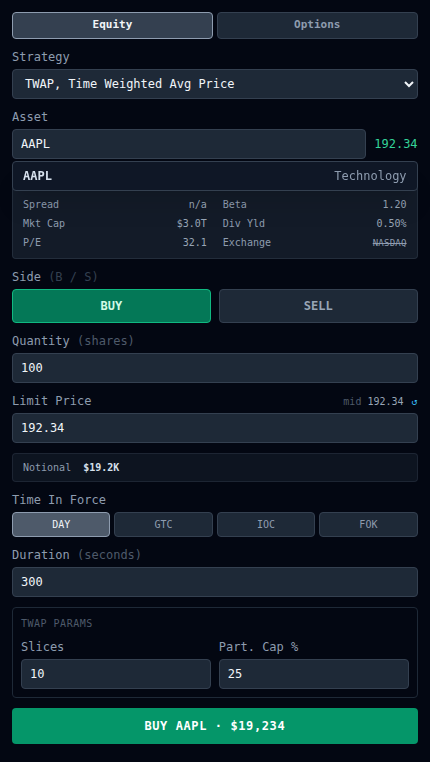 Equity Options
Strategy
TWAP, Time Weighted Avg Price
Asset
AAPL 192.34
AAPL Technology
Spread n/a Beta 1.20
Mkt Cap $3.0T Div Yld 0.50%
P/E 32.1 Exchange NASDAQ
Side (B / S)
BUY SELL
Quantity (shares)
100
Limit Price mid 192.34 ↺
192.34
Notional $19.2K
Time In Force
DAY GTC IOC FOK
Duration (seconds)
300
TWAP PARAMS
Slices Part. Cap %
10 25
BUY AAPL · $19,234